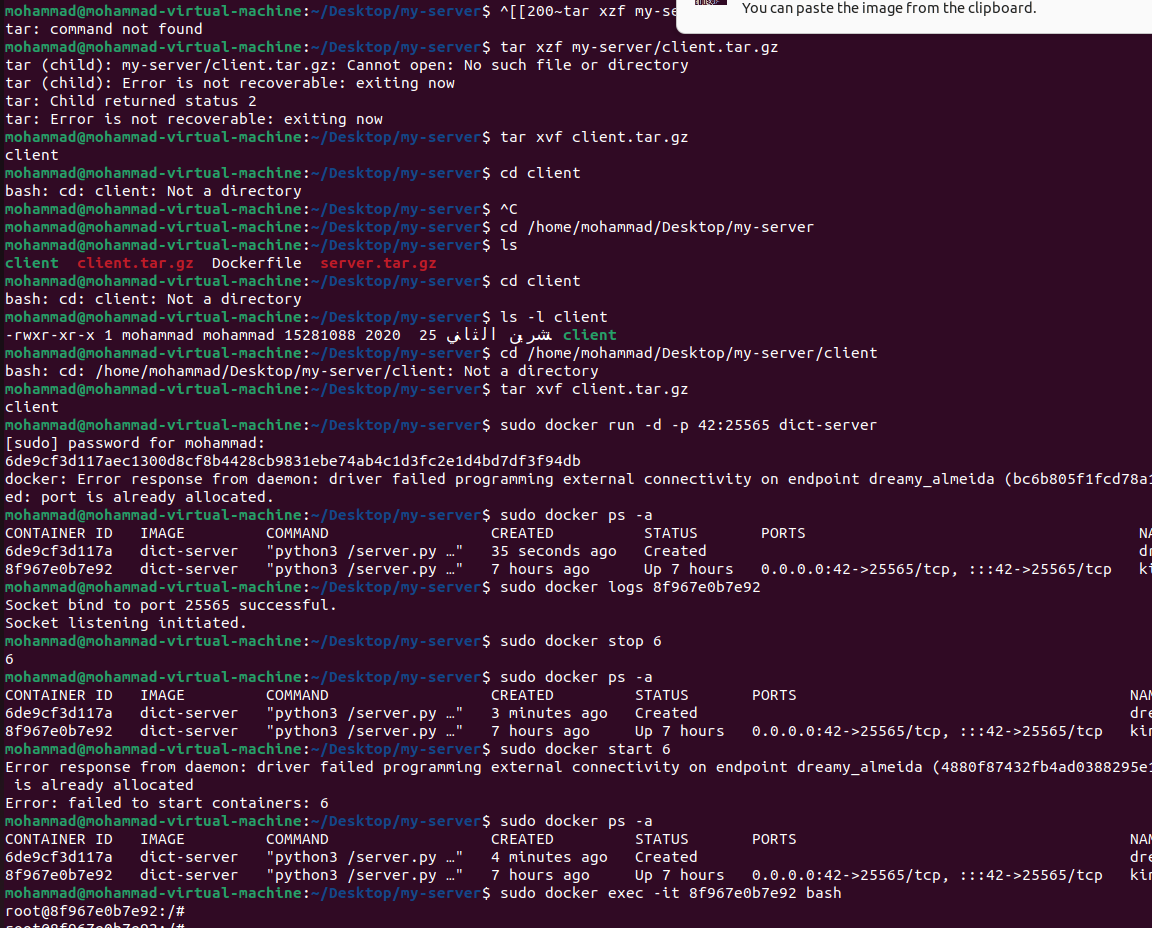 mohammad@mohammad-virtual-machine:~/Desktop/my-server$ ^[[200~tar xzf my-se
You can paste the image from the clipboard.
tar: command not found
mohammad@mohammad-virtual-machine:~/Desktop/my-server$ tar xzf my-server/client.tar.gz
tar (child): my-server/client.tar.gz: Cannot open: No such file or directory
tar (child): Error is not recoverable: exiting now
tar: Child returned status 2
tar: Error is not recoverable: exiting now
mohammad@mohammad-virtual-machine:~/Desktop/my-server$ tar xvf client.tar.gz
client
mohammad@mohammad-virtual-machine:~/Desktop/my-server$ cd client
bash: cd: client: Not a directory
mohammad@mohammad-virtual-machine:~/Desktop/my-server$ ^C
mohammad@mohammad-virtual-machine:~/Desktop/my-server$ cd /home/mohammad/Desktop/my-server
mohammad@mohammad-virtual-machine:~/Desktop/my-server$ ls
client  client.tar.gz  Dockerfile  server.tar.gz
mohammad@mohammad-virtual-machine:~/Desktop/my-server$ cd client
bash: cd: client: Not a directory
mohammad@mohammad-virtual-machine:~/Desktop/my-server$ ls -l client
-rwxr-xr-x 1 mohammad mohammad 15281088 2020  25 تشرين الثاني client
mohammad@mohammad-virtual-machine:~/Desktop/my-server$ cd /home/mohammad/Desktop/my-server/client
bash: cd: /home/mohammad/Desktop/my-server/client: Not a directory
mohammad@mohammad-virtual-machine:~/Desktop/my-server$ tar xvf client.tar.gz
client
mohammad@mohammad-virtual-machine:~/Desktop/my-server$ sudo docker run -d -p 42:25565 dict-server
[sudo] password for mohammad:
6de9cf3d117aec1300d8cf8b4428cb9831ebe74ab4c1d3fc2e1d4bd7df3f94db
docker: Error response from daemon: driver failed programming external connectivity on endpoint dreamy_almeida (bc6b805f1fcd78a1
ed: port is already allocated.
mohammad@mohammad-virtual-machine:~/Desktop/my-server$ sudo docker ps -a
CONTAINER ID   IMAGE         COMMAND                  CREATED          STATUS       PORTS                                     NA
6de9cf3d117a   dict-server   "python3 /server.py …"   35 seconds ago   Created                                                dr
8f967e0b7e92   dict-server   "python3 /server.py …"   7 hours ago      Up 7 hours   0.0.0.0:42->25565/tcp, :::42->25565/tcp   ki
mohammad@mohammad-virtual-machine:~/Desktop/my-server$ sudo docker logs 8f967e0b7e92
Socket bind to port 25565 successful.
Socket listening initiated.
mohammad@mohammad-virtual-machine:~/Desktop/my-server$ sudo docker stop 6
6
mohammad@mohammad-virtual-machine:~/Desktop/my-server$ sudo docker ps -a
CONTAINER ID   IMAGE         COMMAND                  CREATED         STATUS       PORTS                                     NAM
6de9cf3d117a   dict-server   "python3 /server.py …"   3 minutes ago   Created                                                dre
8f967e0b7e92   dict-server   "python3 /server.py …"   7 hours ago     Up 7 hours   0.0.0.0:42->25565/tcp, :::42->25565/tcp   kin
mohammad@mohammad-virtual-machine:~/Desktop/my-server$ sudo docker start 6
Error response from daemon: driver failed programming external connectivity on endpoint dreamy_almeida (4880f87432fb4ad0388295e1
 is already allocated
Error: failed to start containers: 6
mohammad@mohammad-virtual-machine:~/Desktop/my-server$ sudo docker ps -a
CONTAINER ID   IMAGE         COMMAND                  CREATED         STATUS       PORTS                                     NAM
6de9cf3d117a   dict-server   "python3 /server.py …"   4 minutes ago   Created                                                dre
8f967e0b7e92   dict-server   "python3 /server.py …"   7 hours ago     Up 7 hours   0.0.0.0:42->25565/tcp, :::42->25565/tcp   kin
mohammad@mohammad-virtual-machine:~/Desktop/my-server$ sudo docker exec -it 8f967e0b7e92 bash
root@8f967e0b7e92:/#
root@8f967e0b7e92:/#